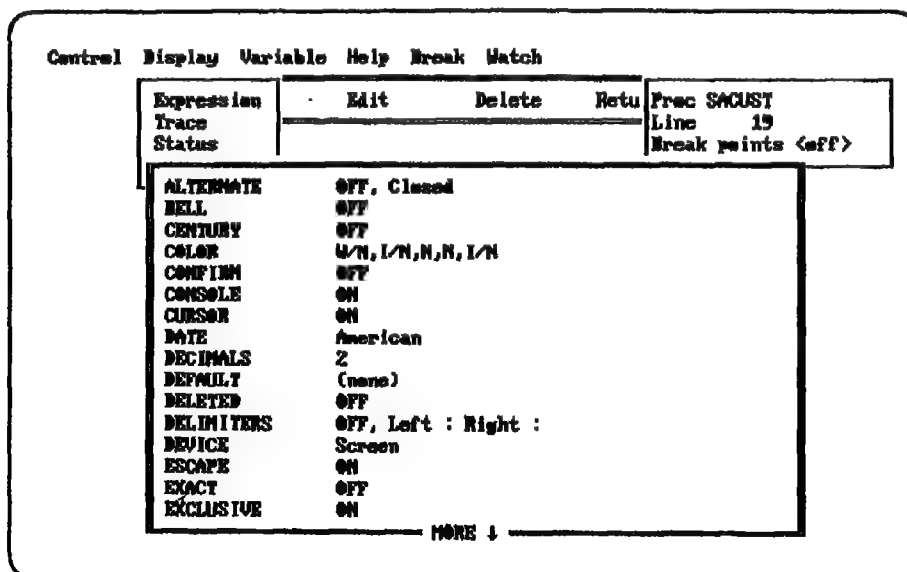 Control Display Variable Help Break Watch
Expression Edit Delete Retu Proc SACUST
Trace Line 19
Status Break points <off>
ALTERNATE OFF, Closed
BELL OFF
CENTURY OFF
COLOR W/N,I/N,N,N,I/N
CONFIRM OFF
CONSOLE ON
CURSOR ON
DATE American
DECIMALS 2
DEFAULT (none)
DELETED OFF
DELIMITERS OFF, Left : Right :
DEVICE Screen
ESCAPE ON
EXACT OFF
EXCLUSIVE ON
MORE ↓